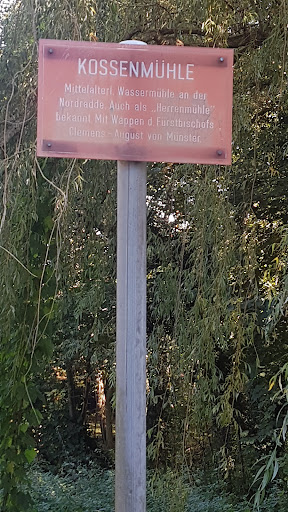 KOSSENMÜHLE
Mittelalterl. Wassermühle an der
Nordradde. Auch als „Herrenmühle"
bekannt. Mit Wappen d. Fürstbischofs
Clemens - August von Münster